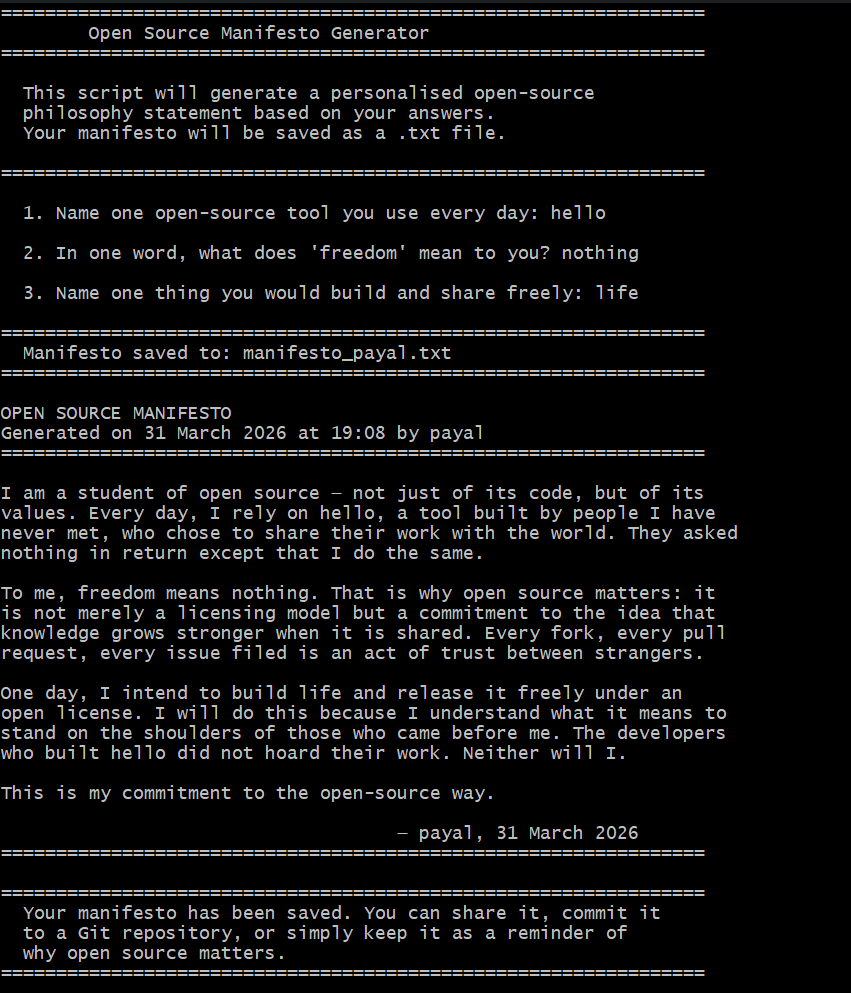 ================================================================
Open Source Manifesto Generator
================================================================
This script will generate a personalised open-source
philosophy statement based on your answers.
Your manifesto will be saved as a .txt file.
================================================================
1. Name one open-source tool you use every day: hello
2. In one word, what does 'freedom' mean to you? nothing
3. Name one thing you would build and share freely: life
================================================================
Manifesto saved to: manifesto_payal.txt
================================================================
OPEN SOURCE MANIFESTO
Generated on 31 March 2026 at 19:08 by payal
================================================================
I am a student of open source — not just of its code, but of its
values. Every day, I rely on hello, a tool built by people I have
never met, who chose to share their work with the world. They asked
nothing in return except that I do the same.
To me, freedom means nothing. That is why open source matters: it
is not merely a licensing model but a commitment to the idea that
knowledge grows stronger when it is shared. Every fork, every pull
request, every issue filed is an act of trust between strangers.
One day, I intend to build life and release it freely under an
open license. I will do this because I understand what it means to
stand on the shoulders of those who came before me. The developers
who built hello did not hoard their work. Neither will I.
This is my commitment to the open-source way.
— payal, 31 March 2026
================================================================
================================================================
Your manifesto has been saved. You can share it, commit it
to a Git repository, or simply keep it as a reminder of
why open source matters.
================================================================